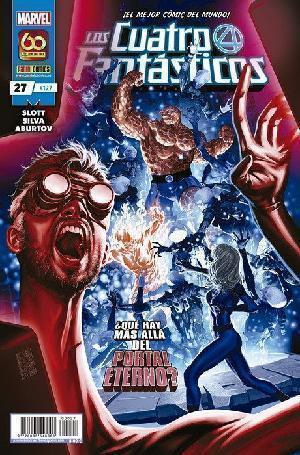 MARVEL
¡EL MEJOR CÓMIC DEL MUNDO!
LOS
CUATRO
FANTÁSTICOS
4
60
PANINI COMICS
27
SLOTT
SILVA
ABURTOV
¿QUÉ HAY
MÁS ALLÁ
DEL
PORTAL
ETERNO?